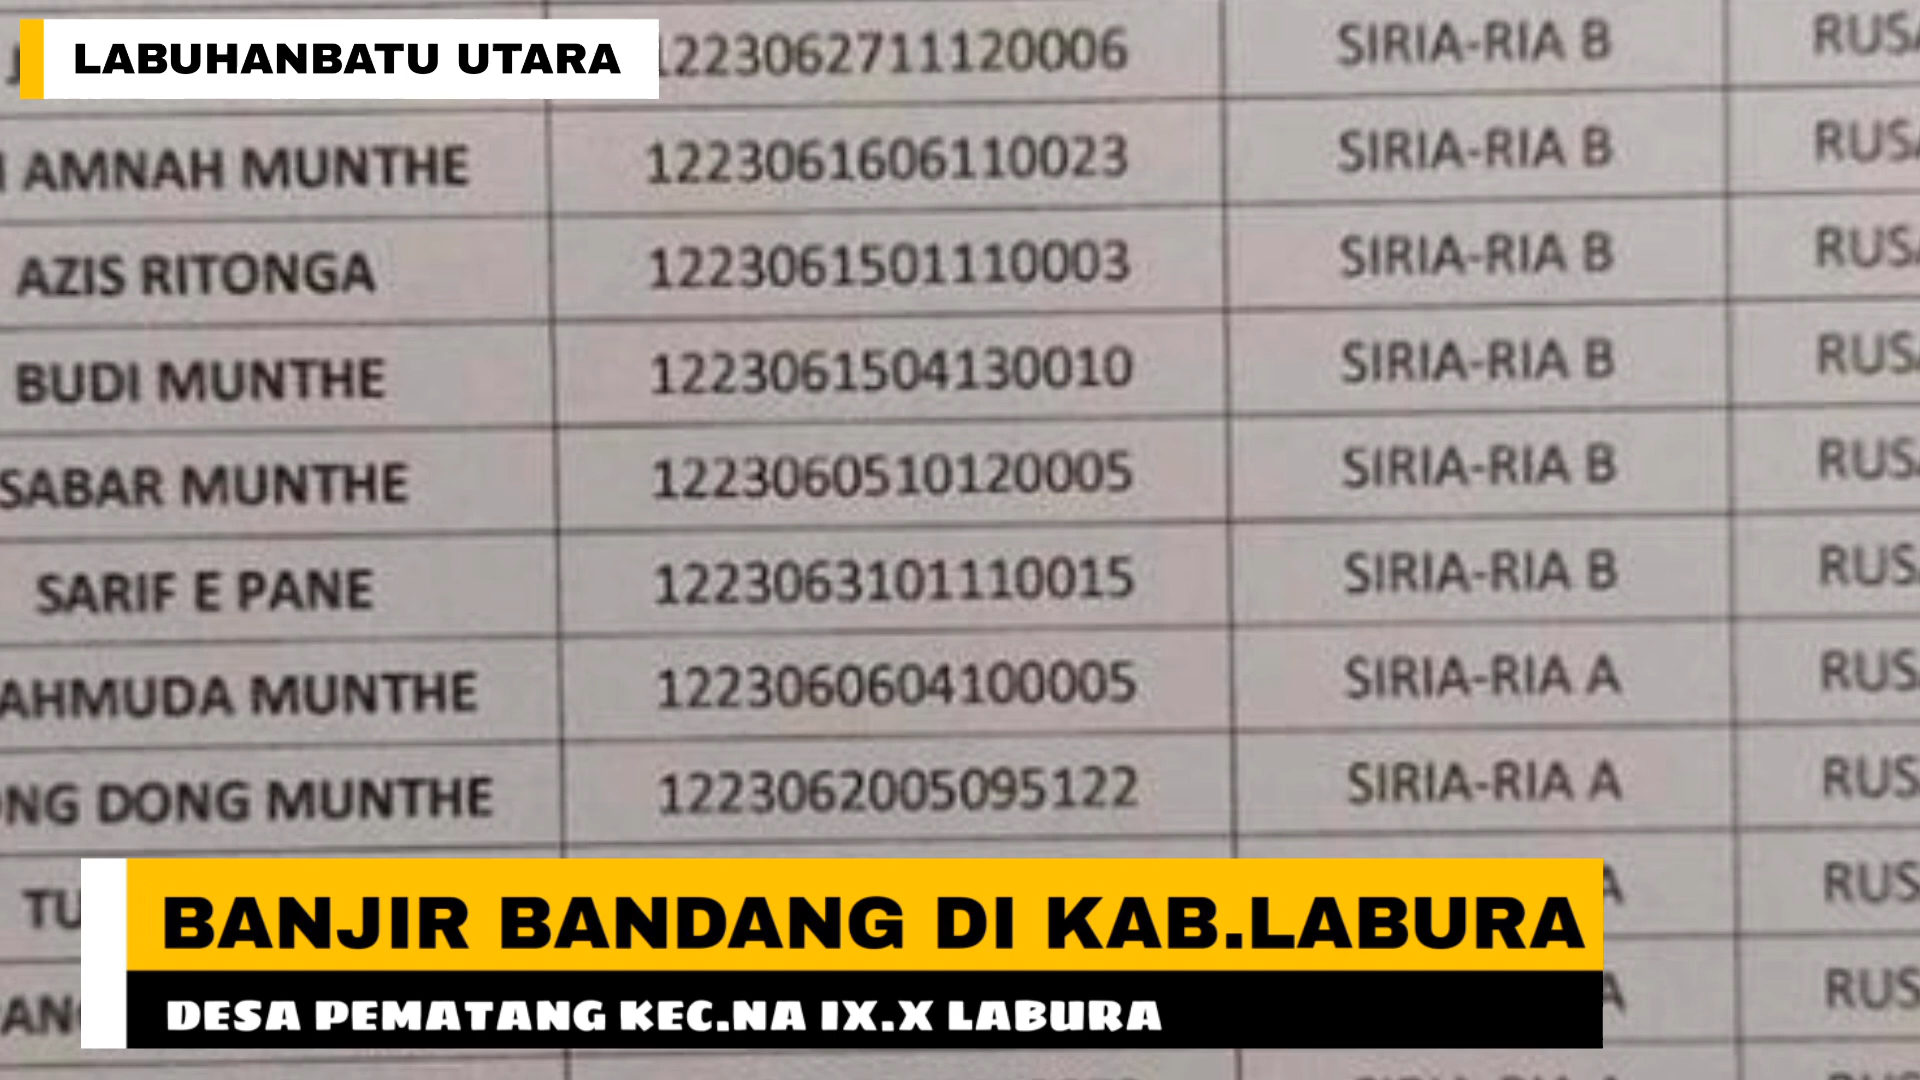 LABUHANBATU UTARA
1223062711120006 SIRIA-RIA B
AMNAH MUNTHE 1223061606110023 SIRIA-RIA B
AZIS RITONGA 1223061501110003 SIRIA-RIA B
BUDI MUNTHE 1223061504130010 SIRIA-RIA B
SABAR MUNTHE 1223060510120005 SIRIA-RIA B
SARIF E PANE 1223063101110015 SIRIA-RIA B
AHMUDA MUNTHE 1223060604100005 SIRIA-RIA A
NG DONG MUNTHE 1223062005095122 SIRIA-RIA A
BANJIR BANDANG DI KAB.LABURA
DESA PEMATANG KEC.NA IX.X LABURA